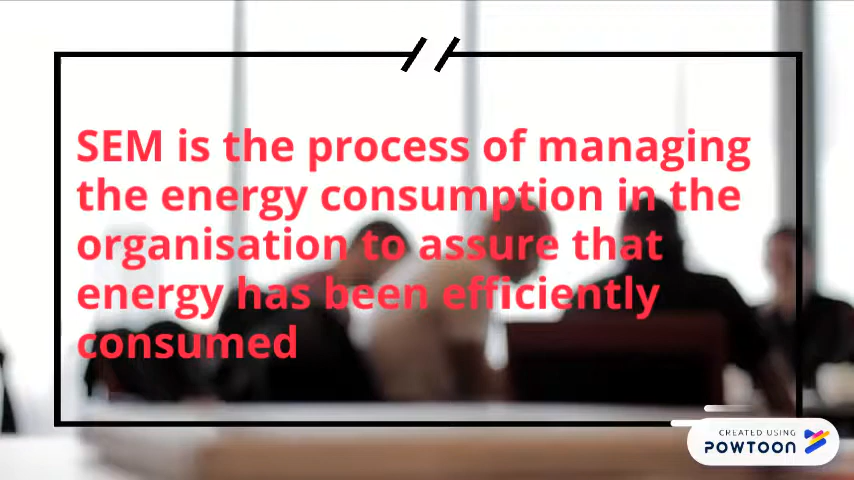 SEM is the process of managing
the energy consumption in the
organisation to assure that
energy has been efficiently
consumed
CREATED USING
POWTOON